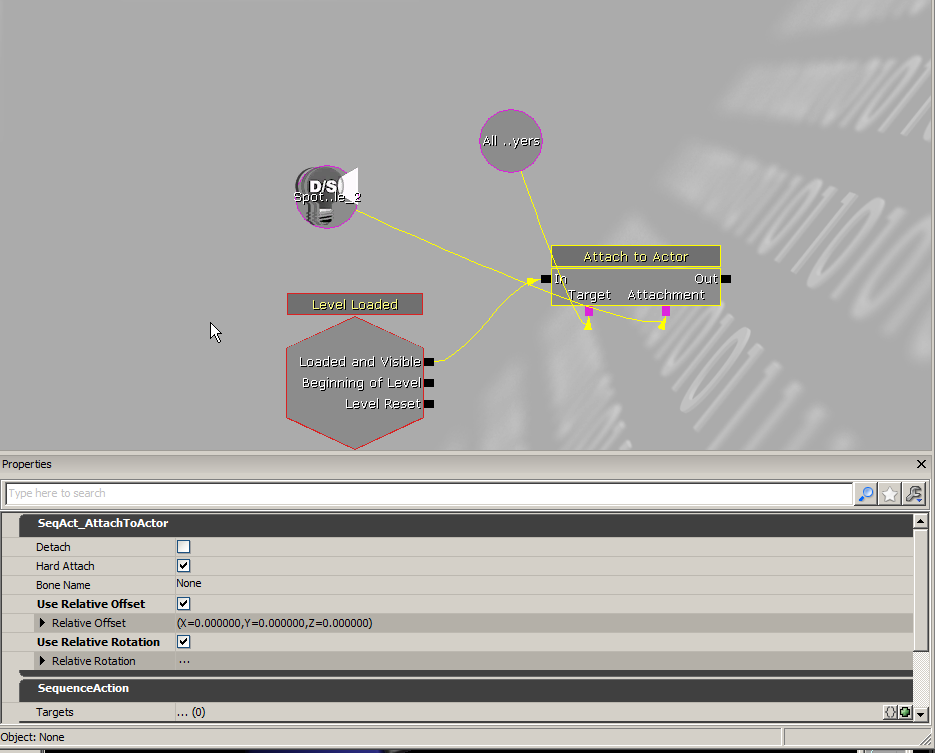 All ..yers
D/S
Spot..le_2
Attach to Actor
In Out
Target Attachment
Level Loaded
Loaded and Visible
Beginning of Level
Level Reset
Properties
Type here to search
SeqAct_AttachToActor
Detach
Hard Attach
Bone Name None
Use Relative Offset
Relative Offset (X=0.000000,Y=0.000000,Z=0.000000)
Use Relative Rotation
Relative Rotation ...
SequenceAction
Targets ... (0)
Object: None